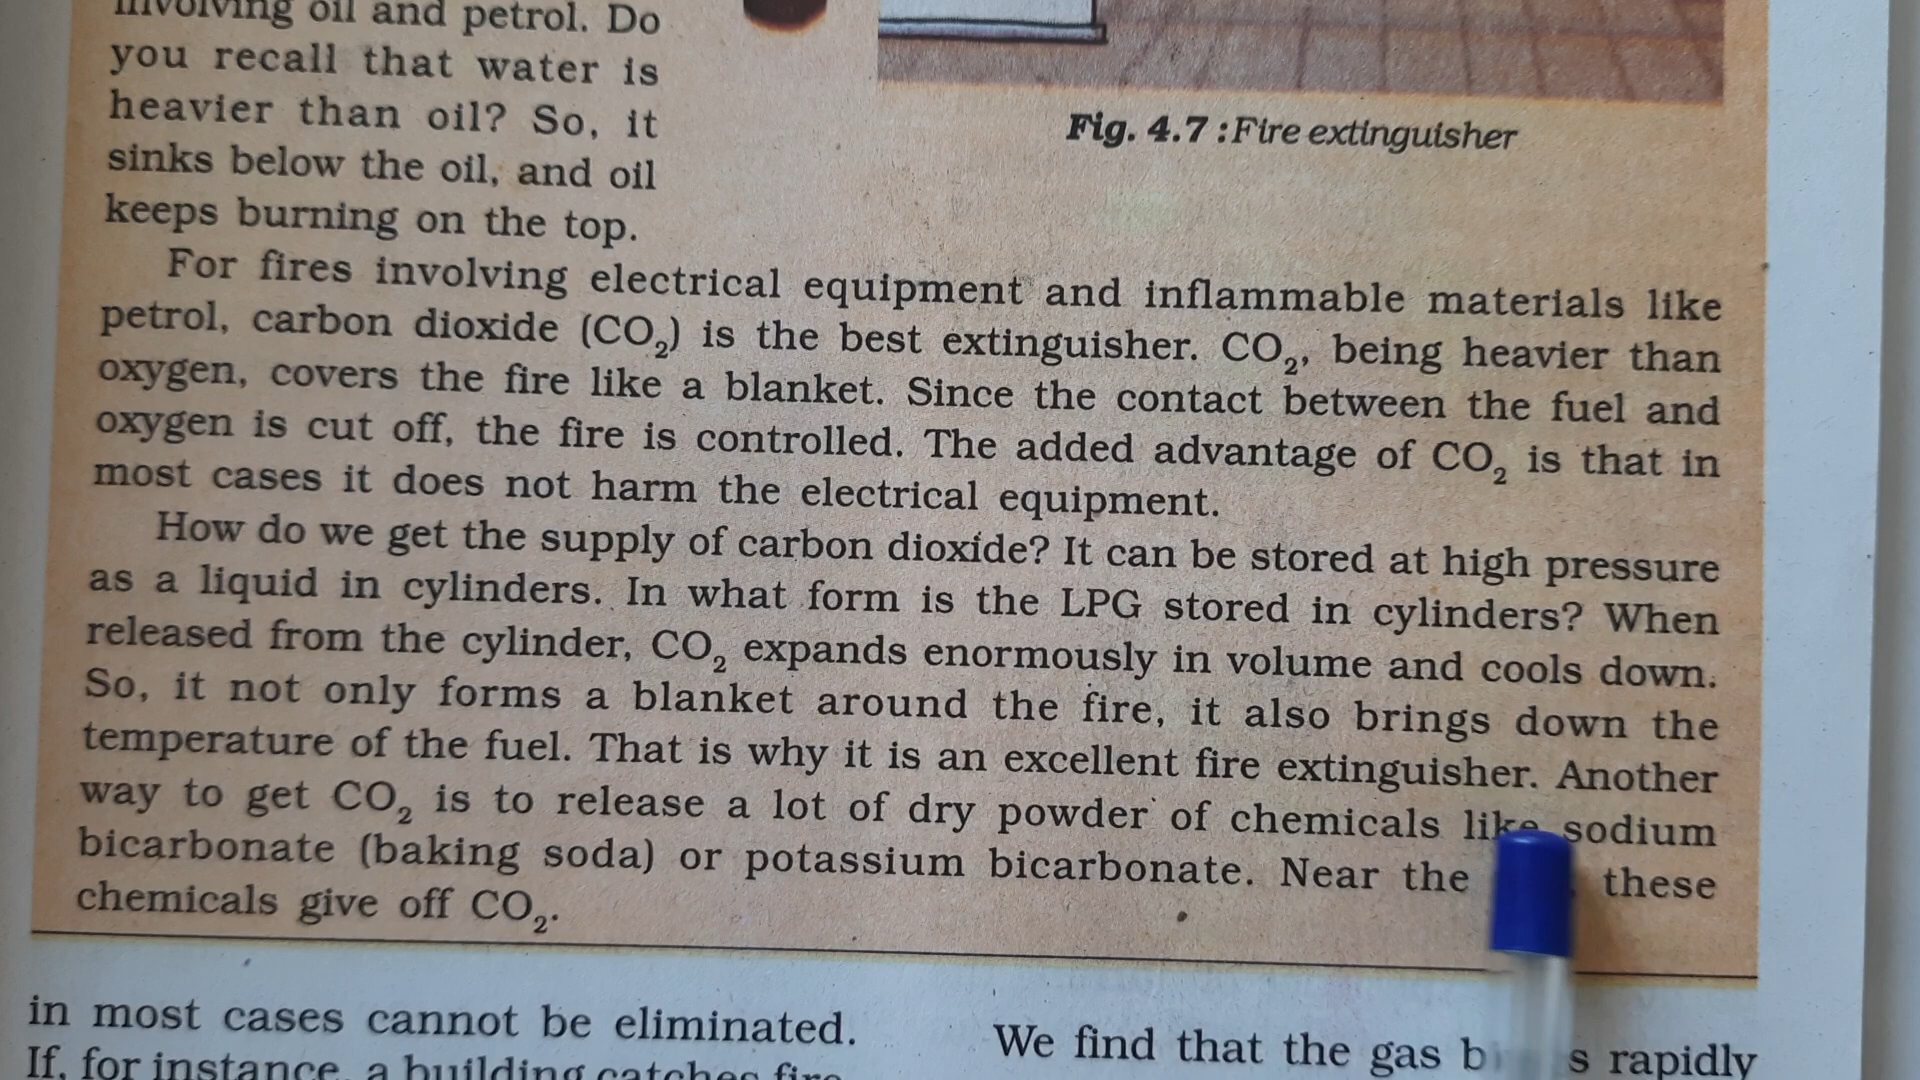 involving oil and petrol. Do
you recall that water is
heavier than oil? So, it
sinks below the oil, and oil
keeps burning on the top.
Fig. 4.7 : Fire extinguisher
For fires involving electrical equipment and inflammable materials like
petrol, carbon dioxide (CO₂) is the best extinguisher. CO₂, being heavier than
oxygen, covers the fire like a blanket. Since the contact between the fuel and
oxygen is cut off, the fire is controlled. The added advantage of CO₂ is that in
most cases it does not harm the electrical equipment.
How do we get the supply of carbon dioxide? It can be stored at high pressure
as a liquid in cylinders. In what form is the LPG stored in cylinders? When
released from the cylinder, CO₂ expands enormously in volume and cools down.
So, it not only forms a blanket around the fire, it also brings down the
temperature of the fuel. That is why it is an excellent fire extinguisher. Another
way to get CO₂ is to release a lot of dry powder of chemicals like sodium
bicarbonate (baking soda) or potassium bicarbonate. Near the these
chemicals give off CO₂.
in most cases cannot be eliminated.
If, for instance, a building catches fire
We find that the gas rapidly